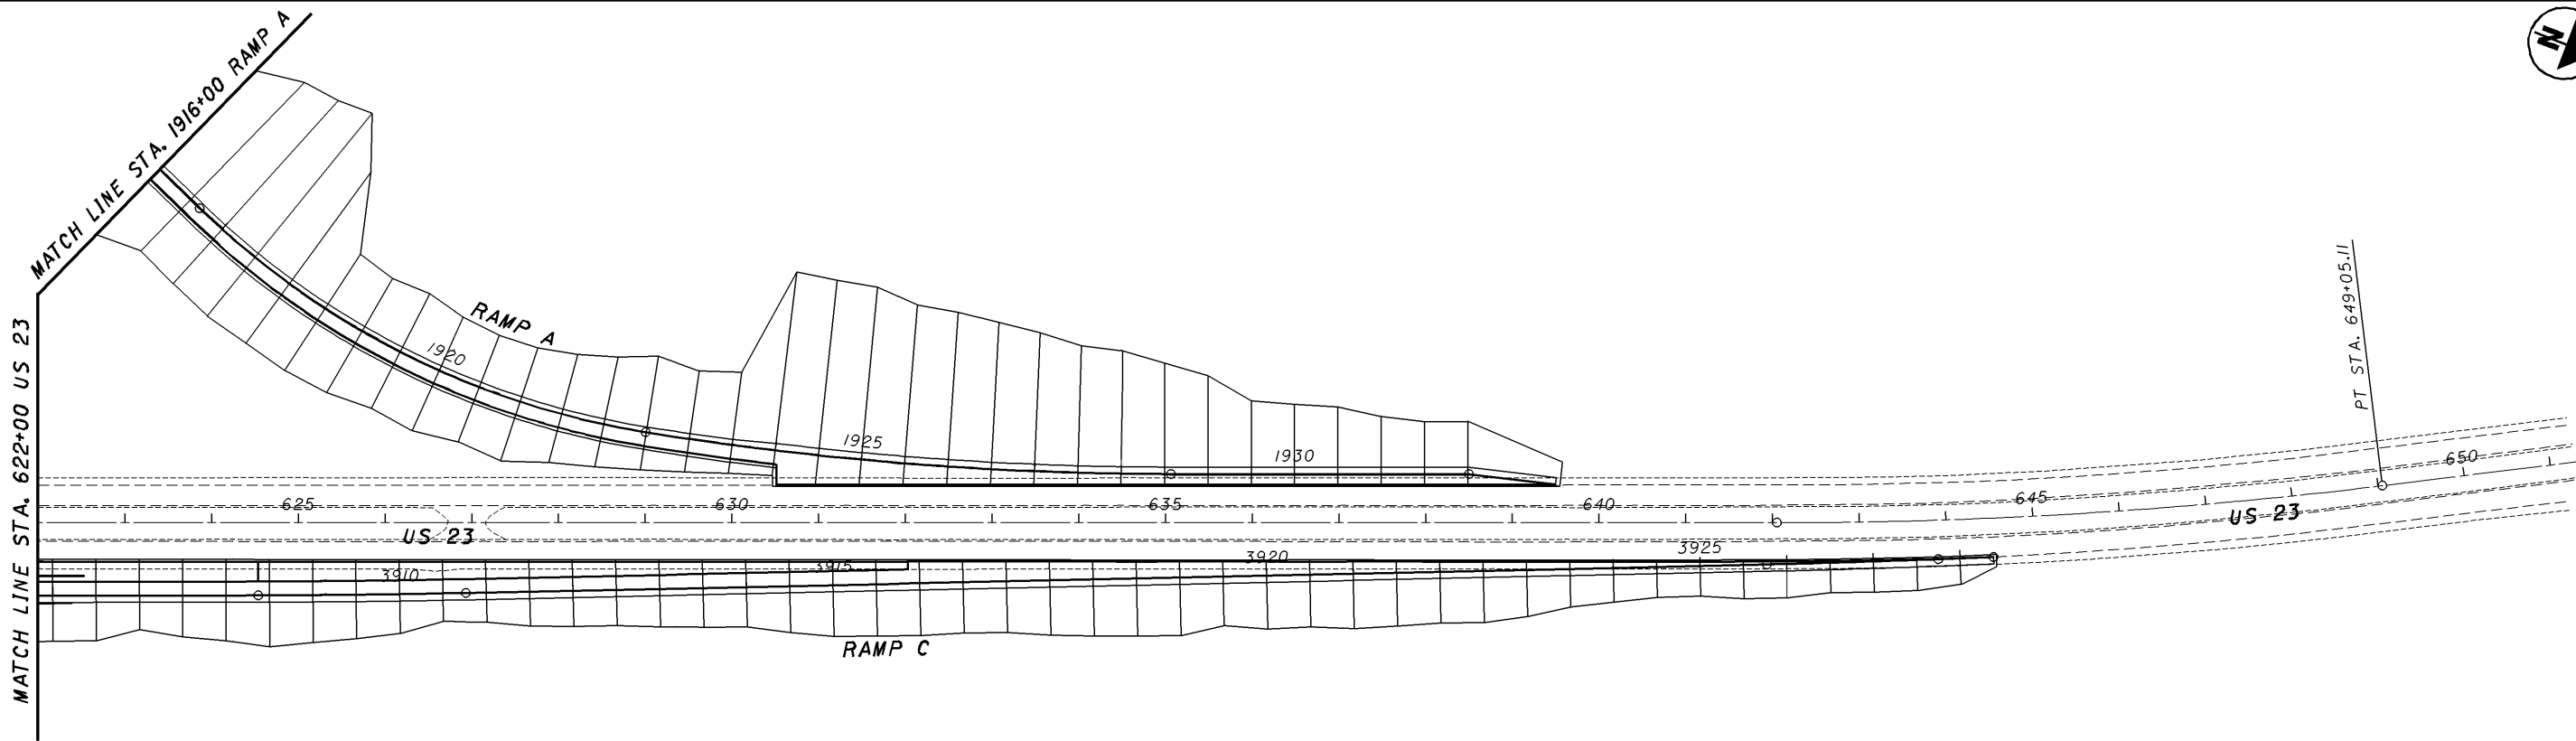 MATCH LINE STA. 1916+00 RAMP A
N
MATCH LINE STA. 622+00 US 23
RAMP A
1920
1925
1930
PT STA. 649+05.11
625
630
635
640
645
650
US 23
US 23
3910
3915
3920
3925
RAMP C